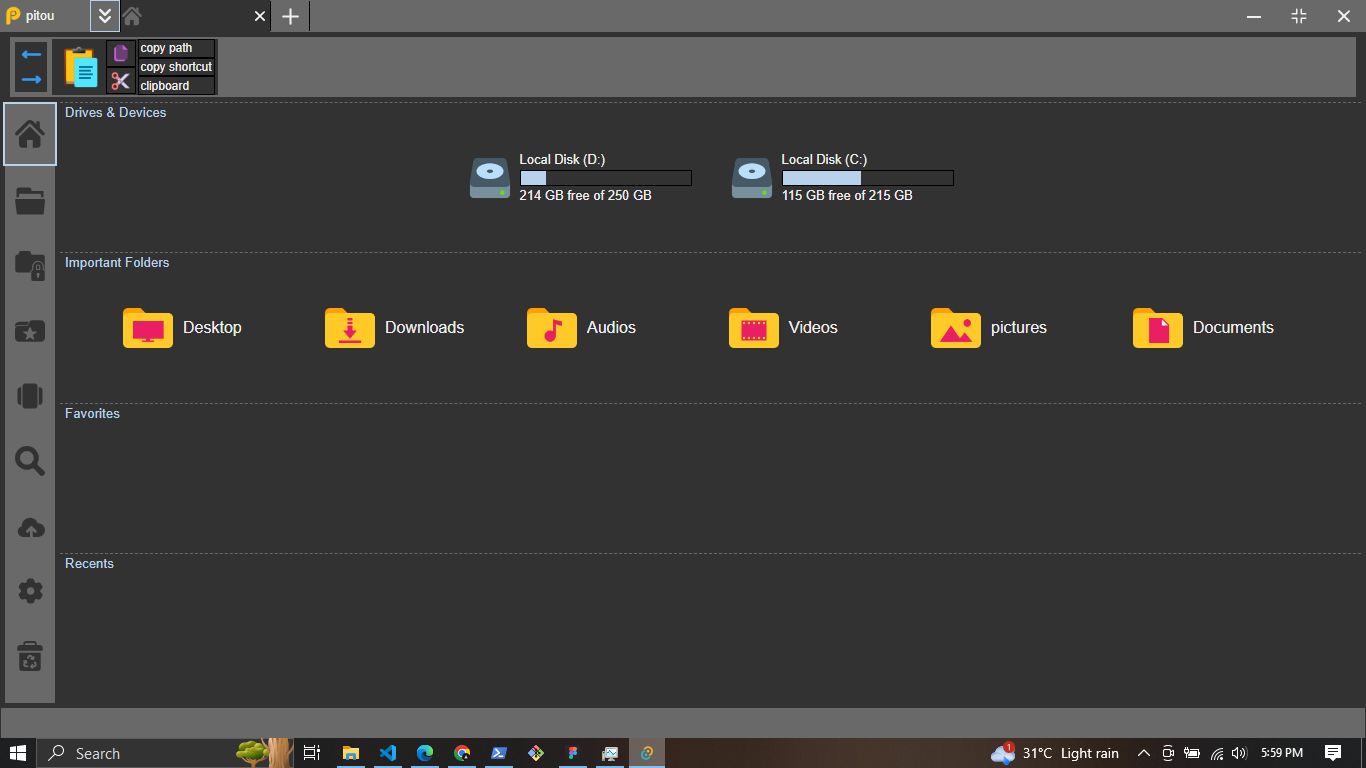 pitou
copy path
copy shortcut
clipboard
Drives & Devices
Local Disk (D:)
214 GB free of 250 GB
Local Disk (C:)
115 GB free of 215 GB
Important Folders
Desktop
Downloads
Audios
Videos
pictures
Documents
Favorites
Recents
Search
1
31°C Light rain
5:59 PM